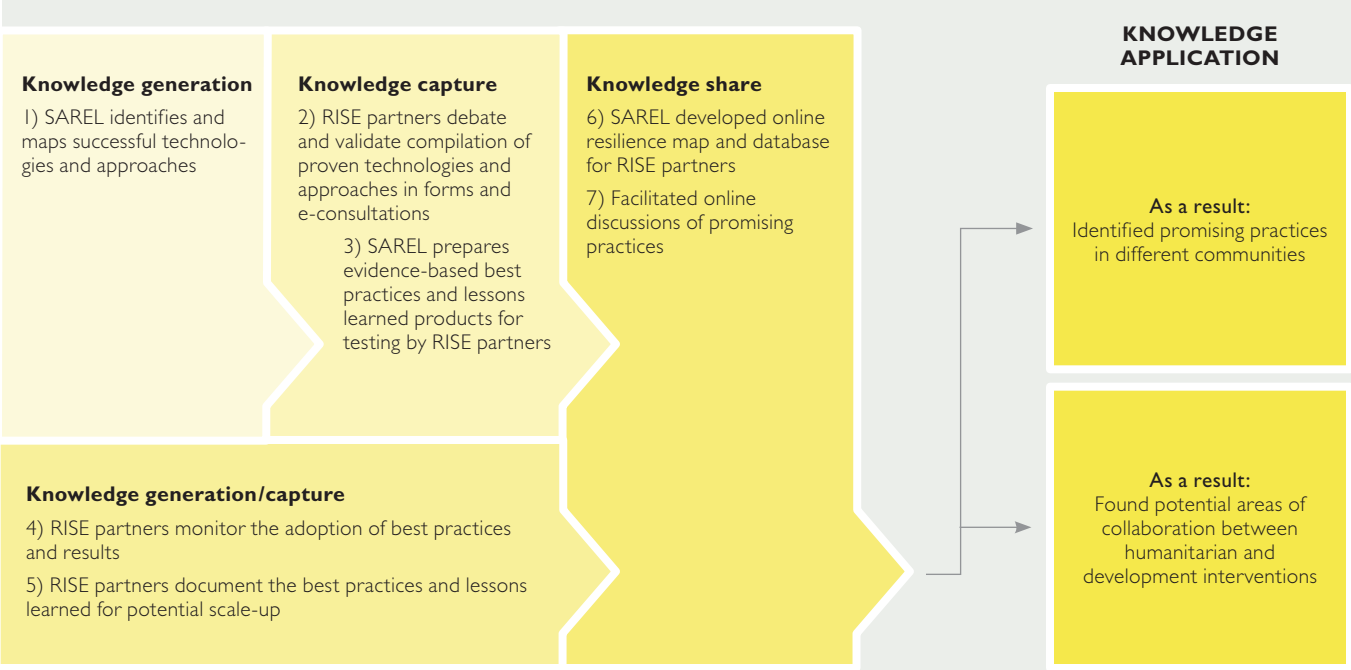 Knowledge generation
1) SAREL identifies and
maps successful technolo-
gies and approaches
Knowledge capture
2) RISE partners debate
and validate compilation of
proven technologies and
approaches in forms and
e-consultations
3) SAREL prepares
evidence-based best
practices and lessons
learned products for
testing by RISE partners
Knowledge generation/capture
4) RISE partners monitor the adoption of best practices
and results
5) RISE partners document the best practices and lessons
learned for potential scale-up
Knowledge share
6) SAREL developed online
resilience map and database
for RISE partners
7) Facilitated online
discussions of promising
practices
KNOWLEDGE
APPLICATION
As a result:
Identified promising practices
in different communities
As a result:
Found potential areas of
collaboration between
humanitarian and
development interventions